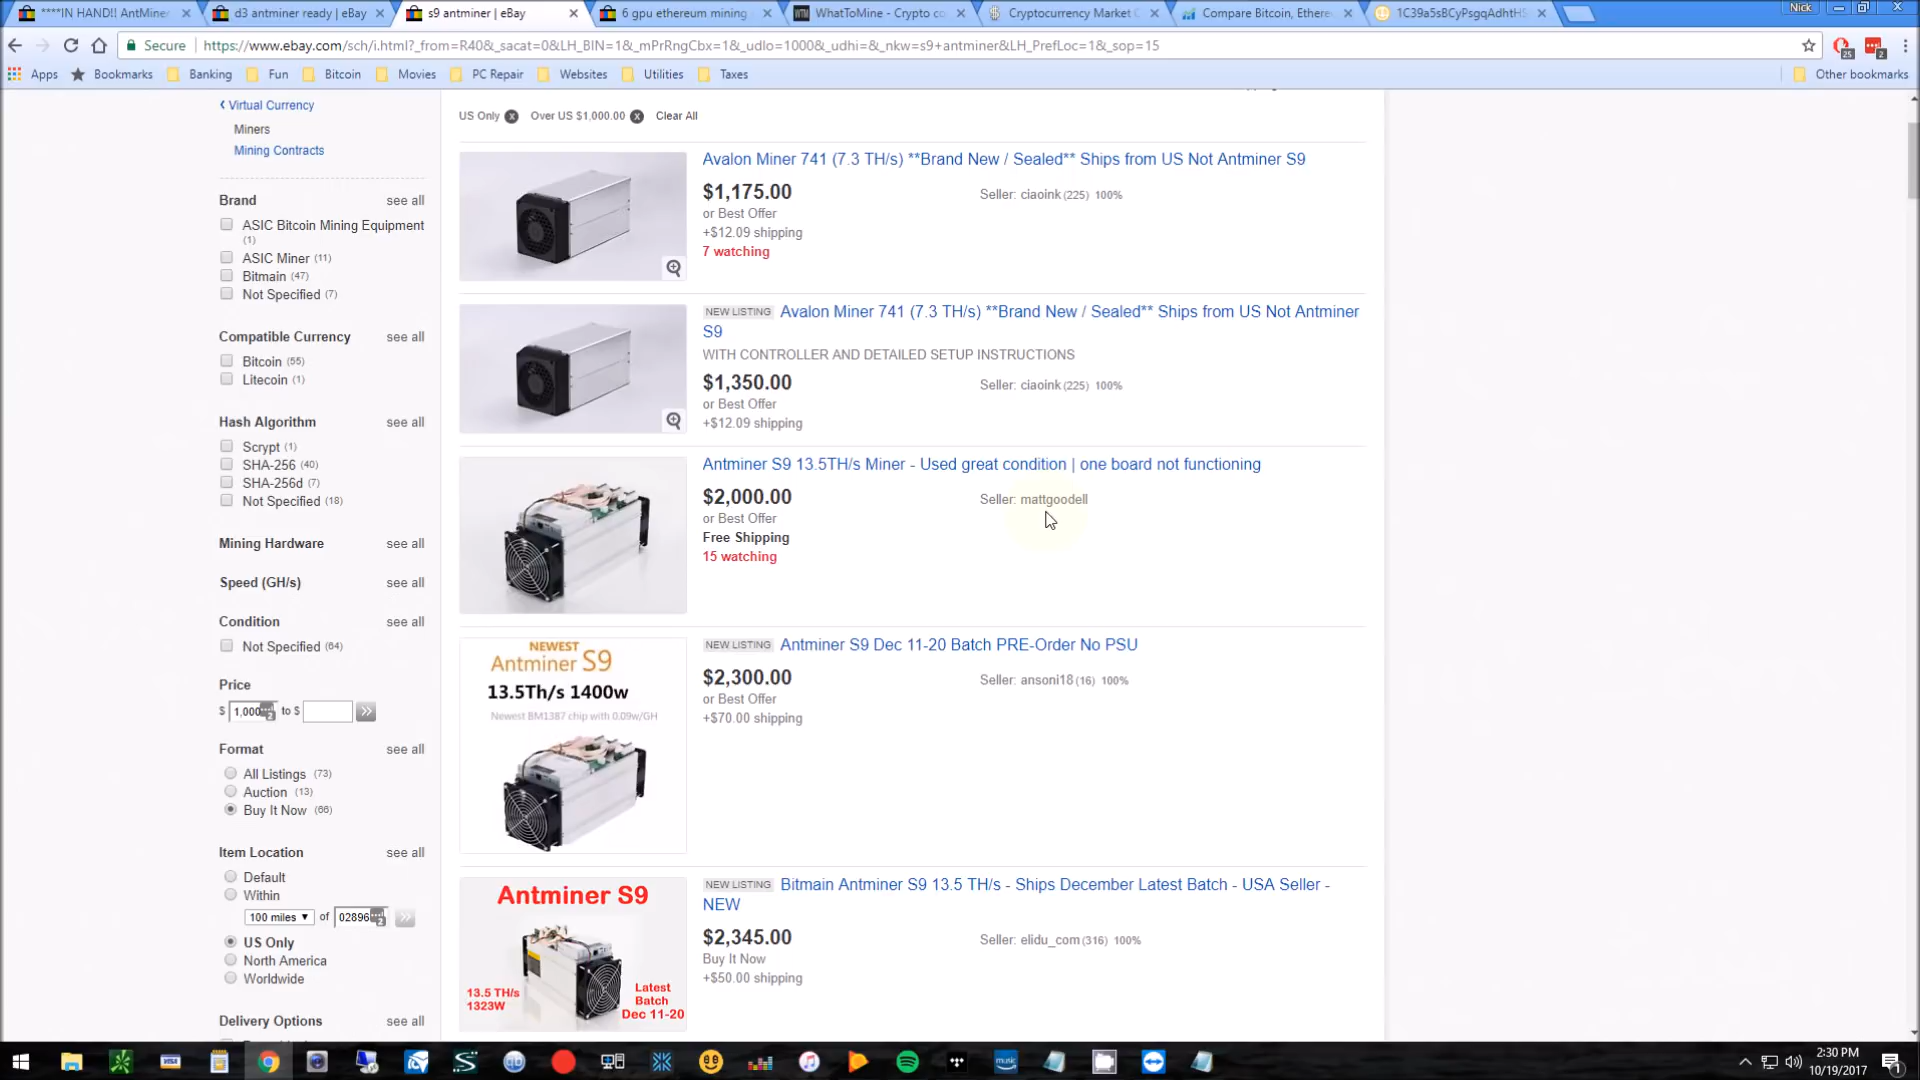 ****IN HAND!! AntMiner
d3 antminer ready | eBay
s9 antminer | eBay
6 gpu ethereum mining
WhatToMine - Crypto co
Cryptocurrency Market C
Compare Bitcoin, Ethere
Nick
Secure
https://www.ebay.com/sch/i.html?_from=R40&_sacat=0&LH_BIN=1&_mPrRngCbx=1&_udlo=1000&_udhi=&_nkw=s9+antminer&LH_PrefLoc=1&_sop=15
25
2
Apps
Bookmarks
Banking
Fun
Bitcoin
Movies
PC Repair
Websites
Utilities
Taxes
Other bookmarks
Virtual Currency
Miners
Mining Contracts
Brand
see all
ASIC Bitcoin Mining Equipment
(1)
ASIC Miner (11)
Bitmain (47)
Not Specified (7)
Compatible Currency
see all
Bitcoin (55)
Litecoin (1)
Hash Algorithm
see all
Scrypt (1)
SHA-256 (40)
SHA-256d (7)
Not Specified (18)
Mining Hardware
see all
Speed (GH/s)
see all
Condition
see all
Not Specified (64)
Price
$ 1,000 to $
Format
see all
All Listings (73)
Auction (13)
Buy It Now (66)
Item Location
see all
Default
Within
100 miles of 02896
US Only
North America
Worldwide
Delivery Options
see all
US Only
Over US $1,000.00
Clear All
Avalon Miner 741 (7.3 TH/s) **Brand New / Sealed** Ships from US Not Antminer S9
$1,175.00
Seller: ciaoink (225) 100%
or Best Offer
+$12.09 shipping
7 watching
NEW LISTING Avalon Miner 741 (7.3 TH/s) **Brand New / Sealed** Ships from US Not Antminer
S9
WITH CONTROLLER AND DETAILED SETUP INSTRUCTIONS
$1,350.00
Seller: ciaoink (225) 100%
or Best Offer
+$12.09 shipping
Antminer S9 13.5TH/s Miner - Used great condition | one board not functioning
$2,000.00
Seller: mattgoodell
or Best Offer
Free Shipping
15 watching
NEWEST
Antminer S9
13.5Th/s 1400w
Newest BM1387 chip with 0.09w/GH
NEW LISTING Antminer S9 Dec 11-20 Batch PRE-Order No PSU
$2,300.00
Seller: ansoni18 (16) 100%
or Best Offer
+$70.00 shipping
Antminer S9
13.5 TH/s
1323W
Latest
Batch
Dec 11-20
NEW LISTING Bitmain Antminer S9 13.5 TH/s - Ships December Latest Batch - USA Seller -
NEW
$2,345.00
Seller: elidu_com (316) 100%
Buy It Now
+$50.00 shipping
VISA
music
2:30 PM
10/19/2017
1